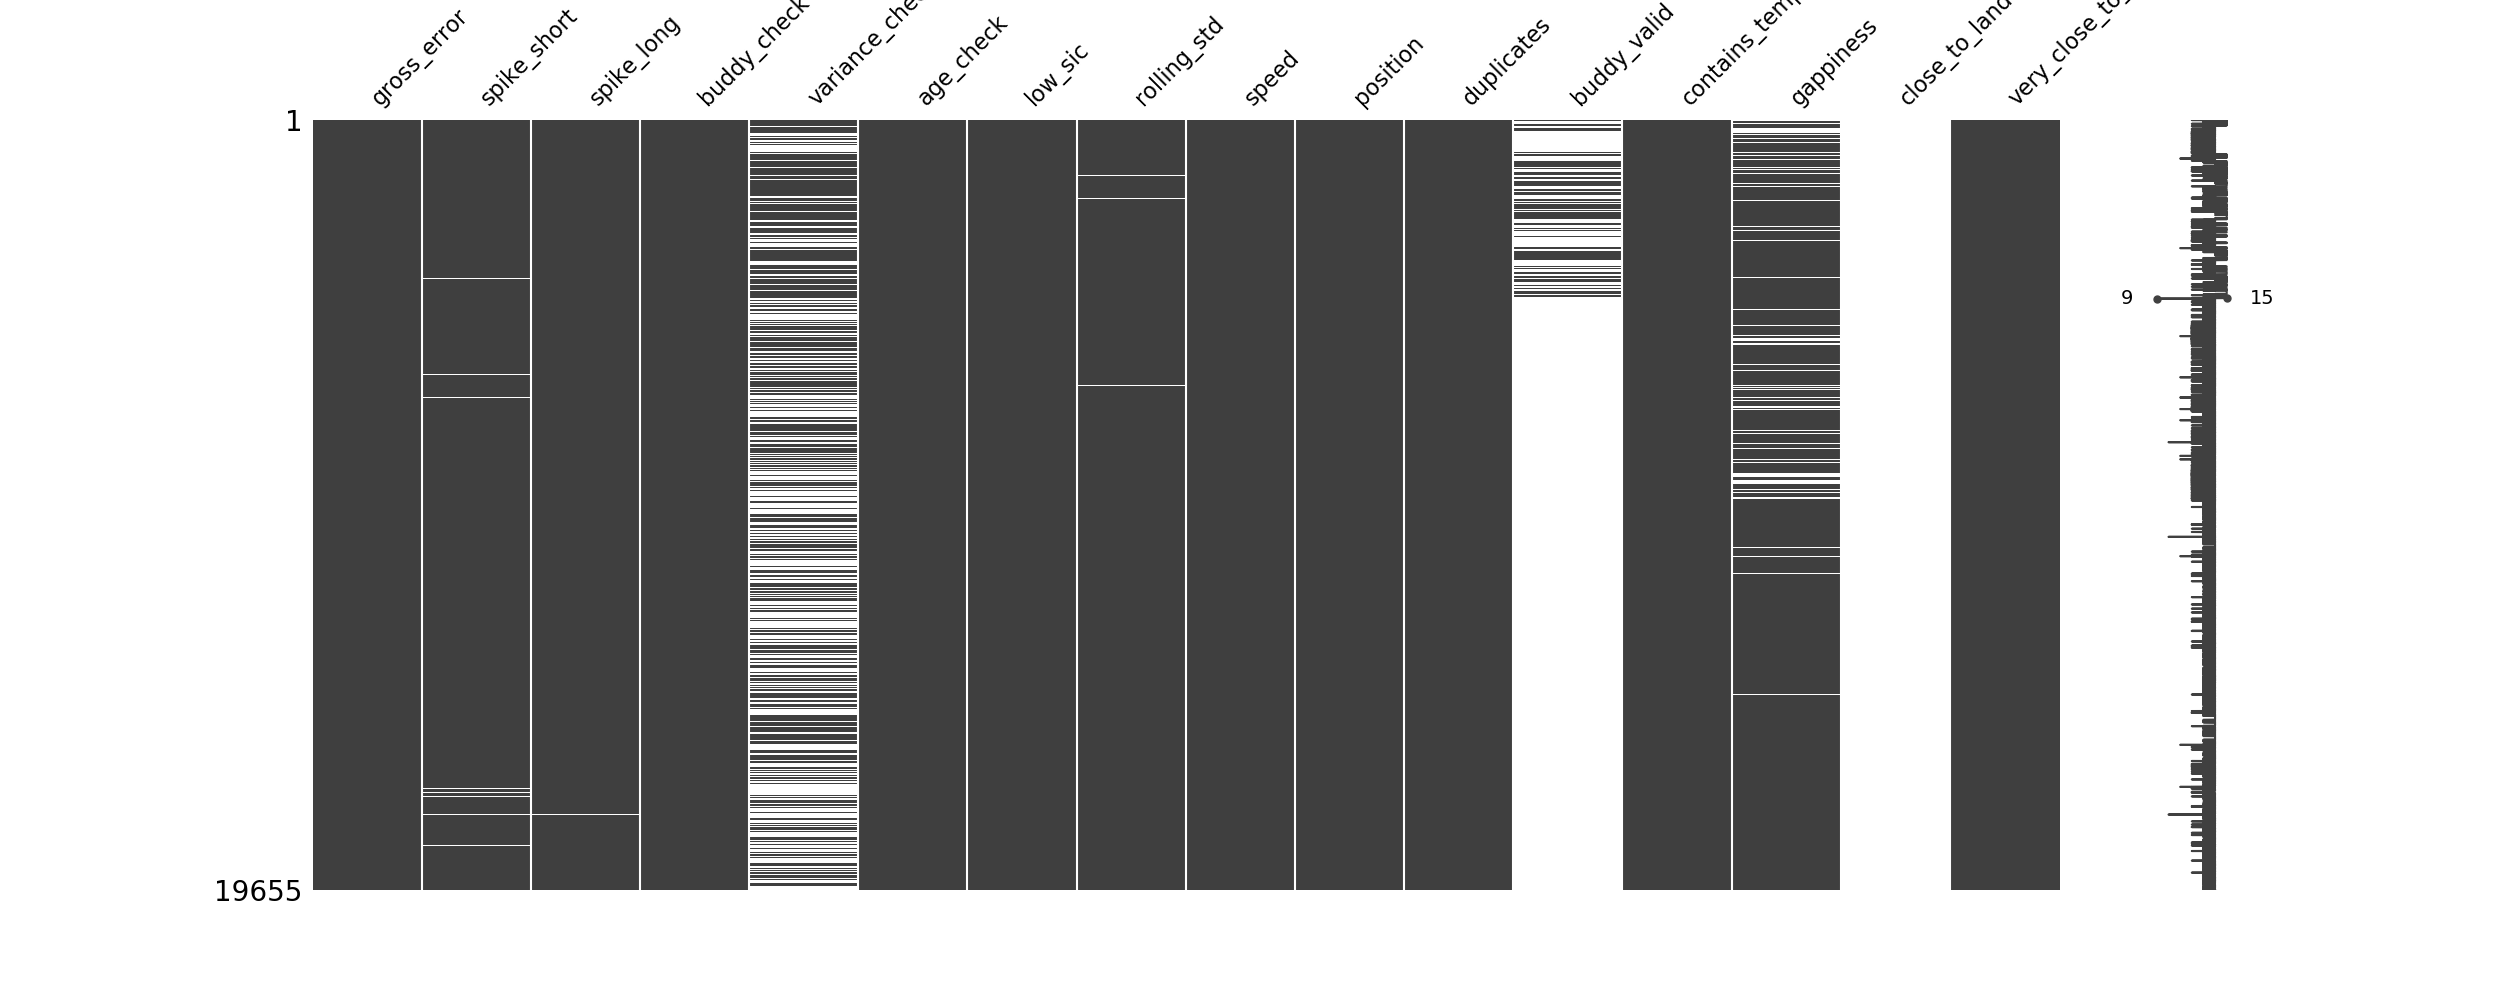 gross_error
spike_short
spike_long
buddy_check
variance_che
age_check
low_sic
rolling_std
speed
position
duplicates
buddy_valid
contains_temp
gappiness
close_to_land
very_close_to_
1
9
15
19655